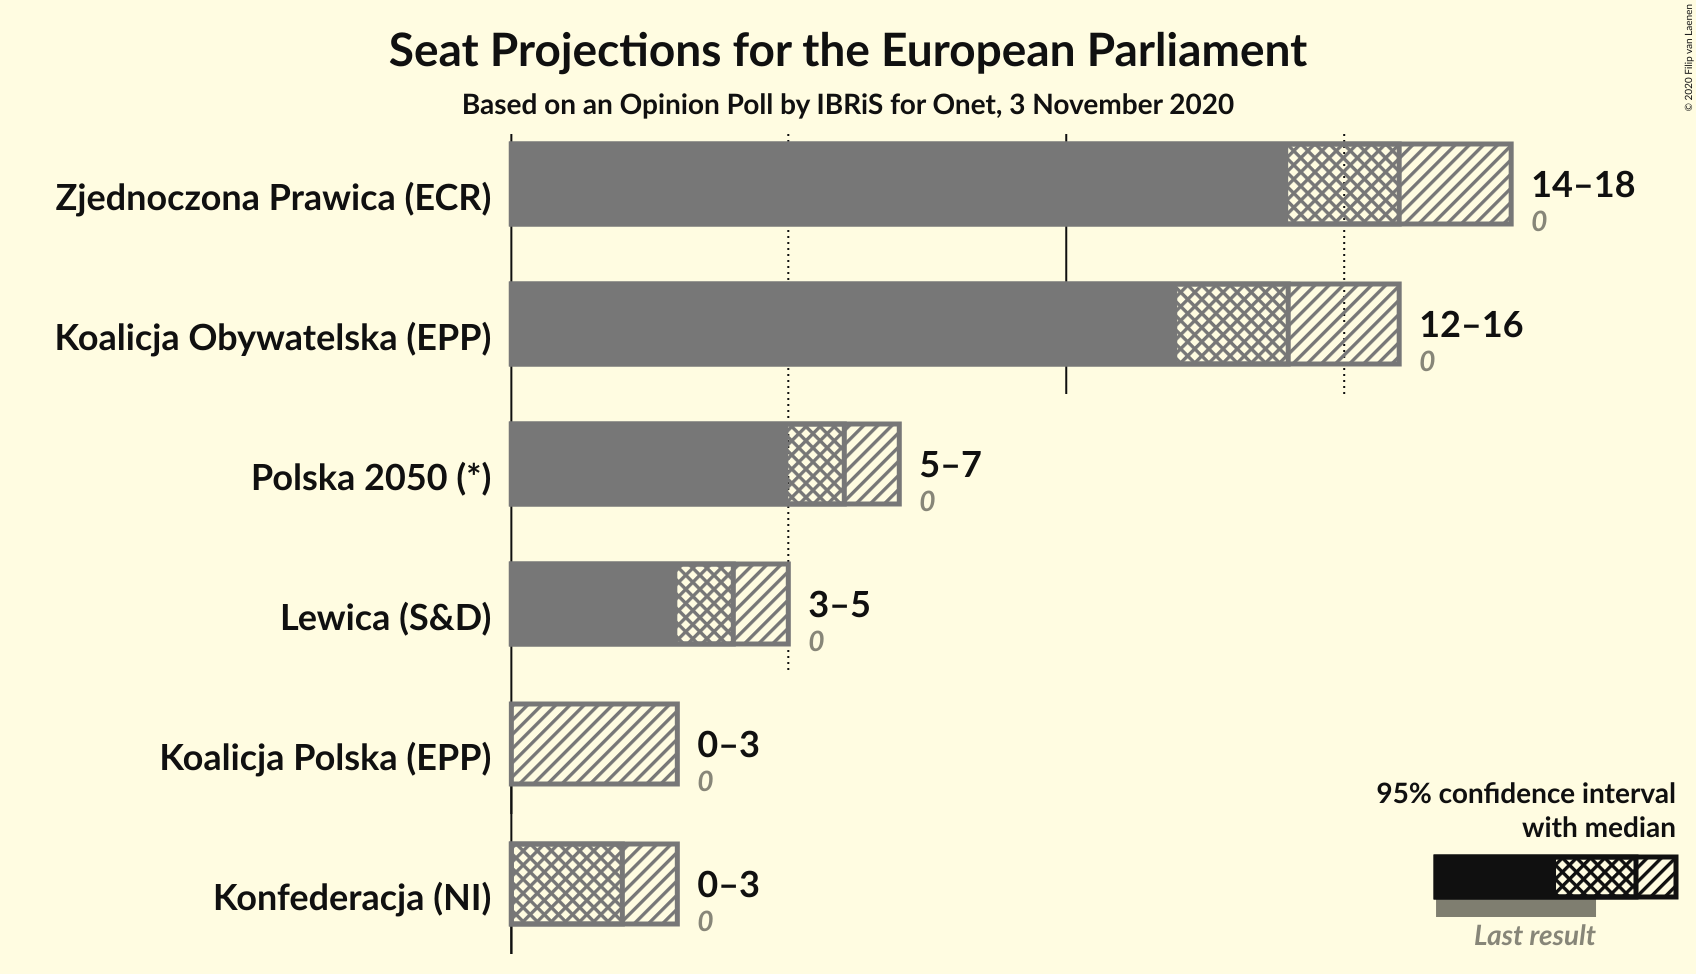 Seat Projections for the European Parliament
Based on an Opinion Poll by IBRiS for Onet, 3 November 2020
© 2020 Filip van Laenen
Zjednoczona Prawica (ECR)
14–18
0
Koalicja Obywatelska (EPP)
12–16
0
Polska 2050 (*)
5–7
0
Lewica (S&D)
3–5
0
Koalicja Polska (EPP)
0–3
0
Konfederacja (NI)
0–3
0
95% confidence interval
with median
Last result